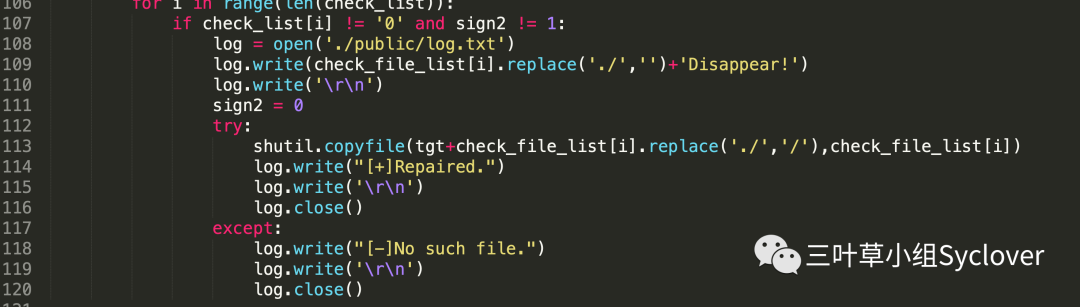 106 for i in range(len(check_list)):
107 if check_list[i] != '0' and sign2 != 1:
108 log = open('./public/log.txt')
109 log.write(check_file_list[i].replace('./','')+'Disappear!')
110 log.write('\r\n')
111 sign2 = 0
112 try:
113 shutil.copyfile(tgt+check_file_list[i].replace('./','/'),check_file_list[i])
114 log.write("[+]Repaired.")
115 log.write('\r\n')
116 log.close()
117 except:
118 log.write("[-]No such file.")
119 log.write('\r\n')
120 log.close()
三叶草小组Syclover